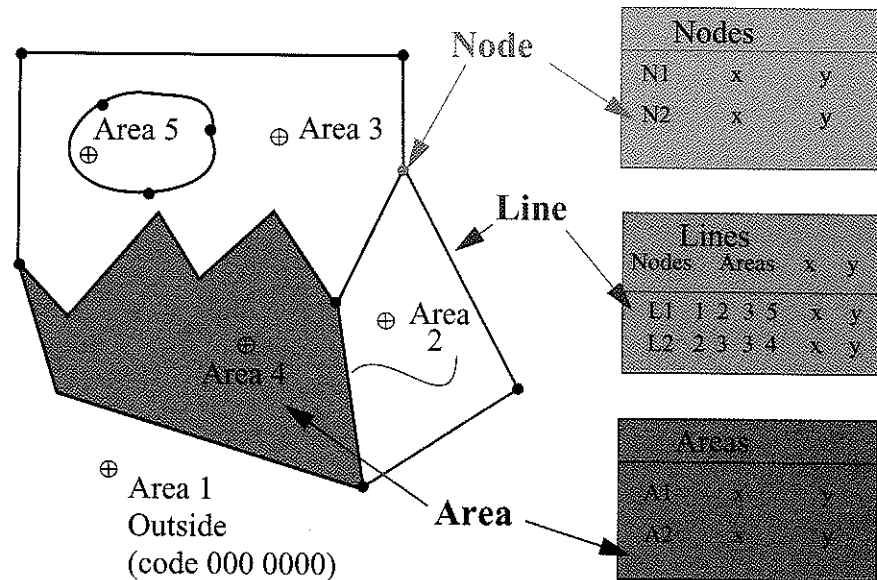 Node
Area 5
Area 3
Line
Area
2
Area 4
Area 1
Outside
(code 000 0000)
Area
Nodes
N1 x y
N2 x y
Lines
Nodes Areas x y
L1 1 2 3 5 x y
L2 2 3 3 4 x y
Areas
A1 x y
A2 x y